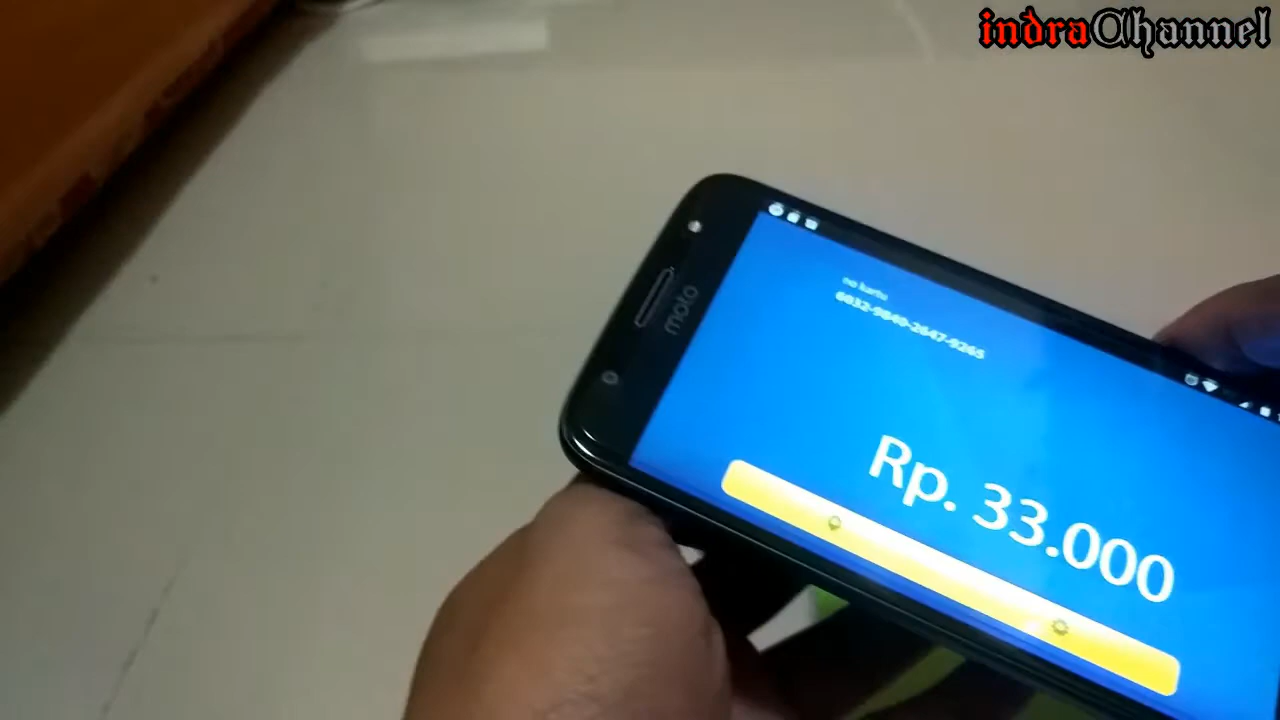 indraChannel
moto
no kartu
6032-9840-2647-9265
Rp. 33.000